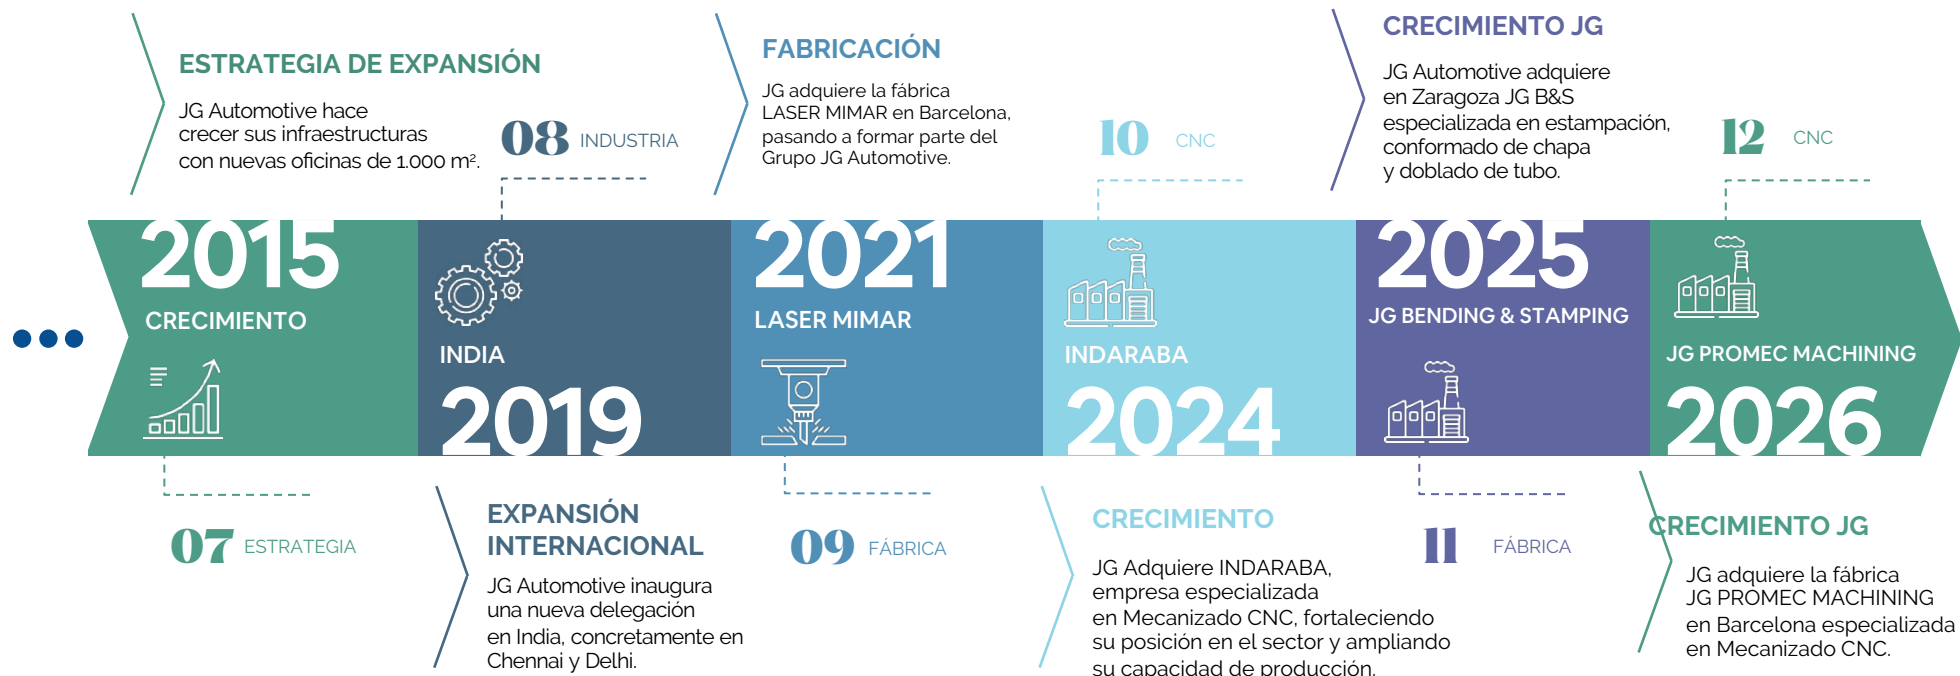 ESTRATEGIA DE EXPANSIÓN
JG Automotive hace
crecer sus infraestructuras
con nuevas oficinas de 1.000 m².
2015
CRECIMIENTO
07 ESTRATEGIA
08 INDUSTRIA
INDIA
2019
EXPANSIÓN
INTERNACIONAL
JG Automotive inaugura
una nueva delegación
en India, concretamente en
Chennai y Delhi.
FABRICACIÓN
JG adquiere la fábrica
LASER MIMAR en Barcelona,
pasando a formar parte del
Grupo JG Automotive.
2021
LASER MIMAR
09 FÁBRICA
10 CNC
INDARABA
2024
CRECIMIENTO
JG Adquiere INDARABA,
empresa especializada
en Mecanizado CNC, fortaleciendo
su posición en el sector y ampliando
su capacidad de producción.
CRECIMIENTO JG
JG Automotive adquiere
en Zaragoza JG B&S
especializada en estampación,
conformado de chapa
y doblado de tubo.
2025
JG BENDING & STAMPING
11 FÁBRICA
12 CNC
JG PROMEC MACHINING
2026
CRECIMIENTO JG
JG adquiere la fábrica
JG PROMEC MACHINING
en Barcelona especializada
en Mecanizado CNC.